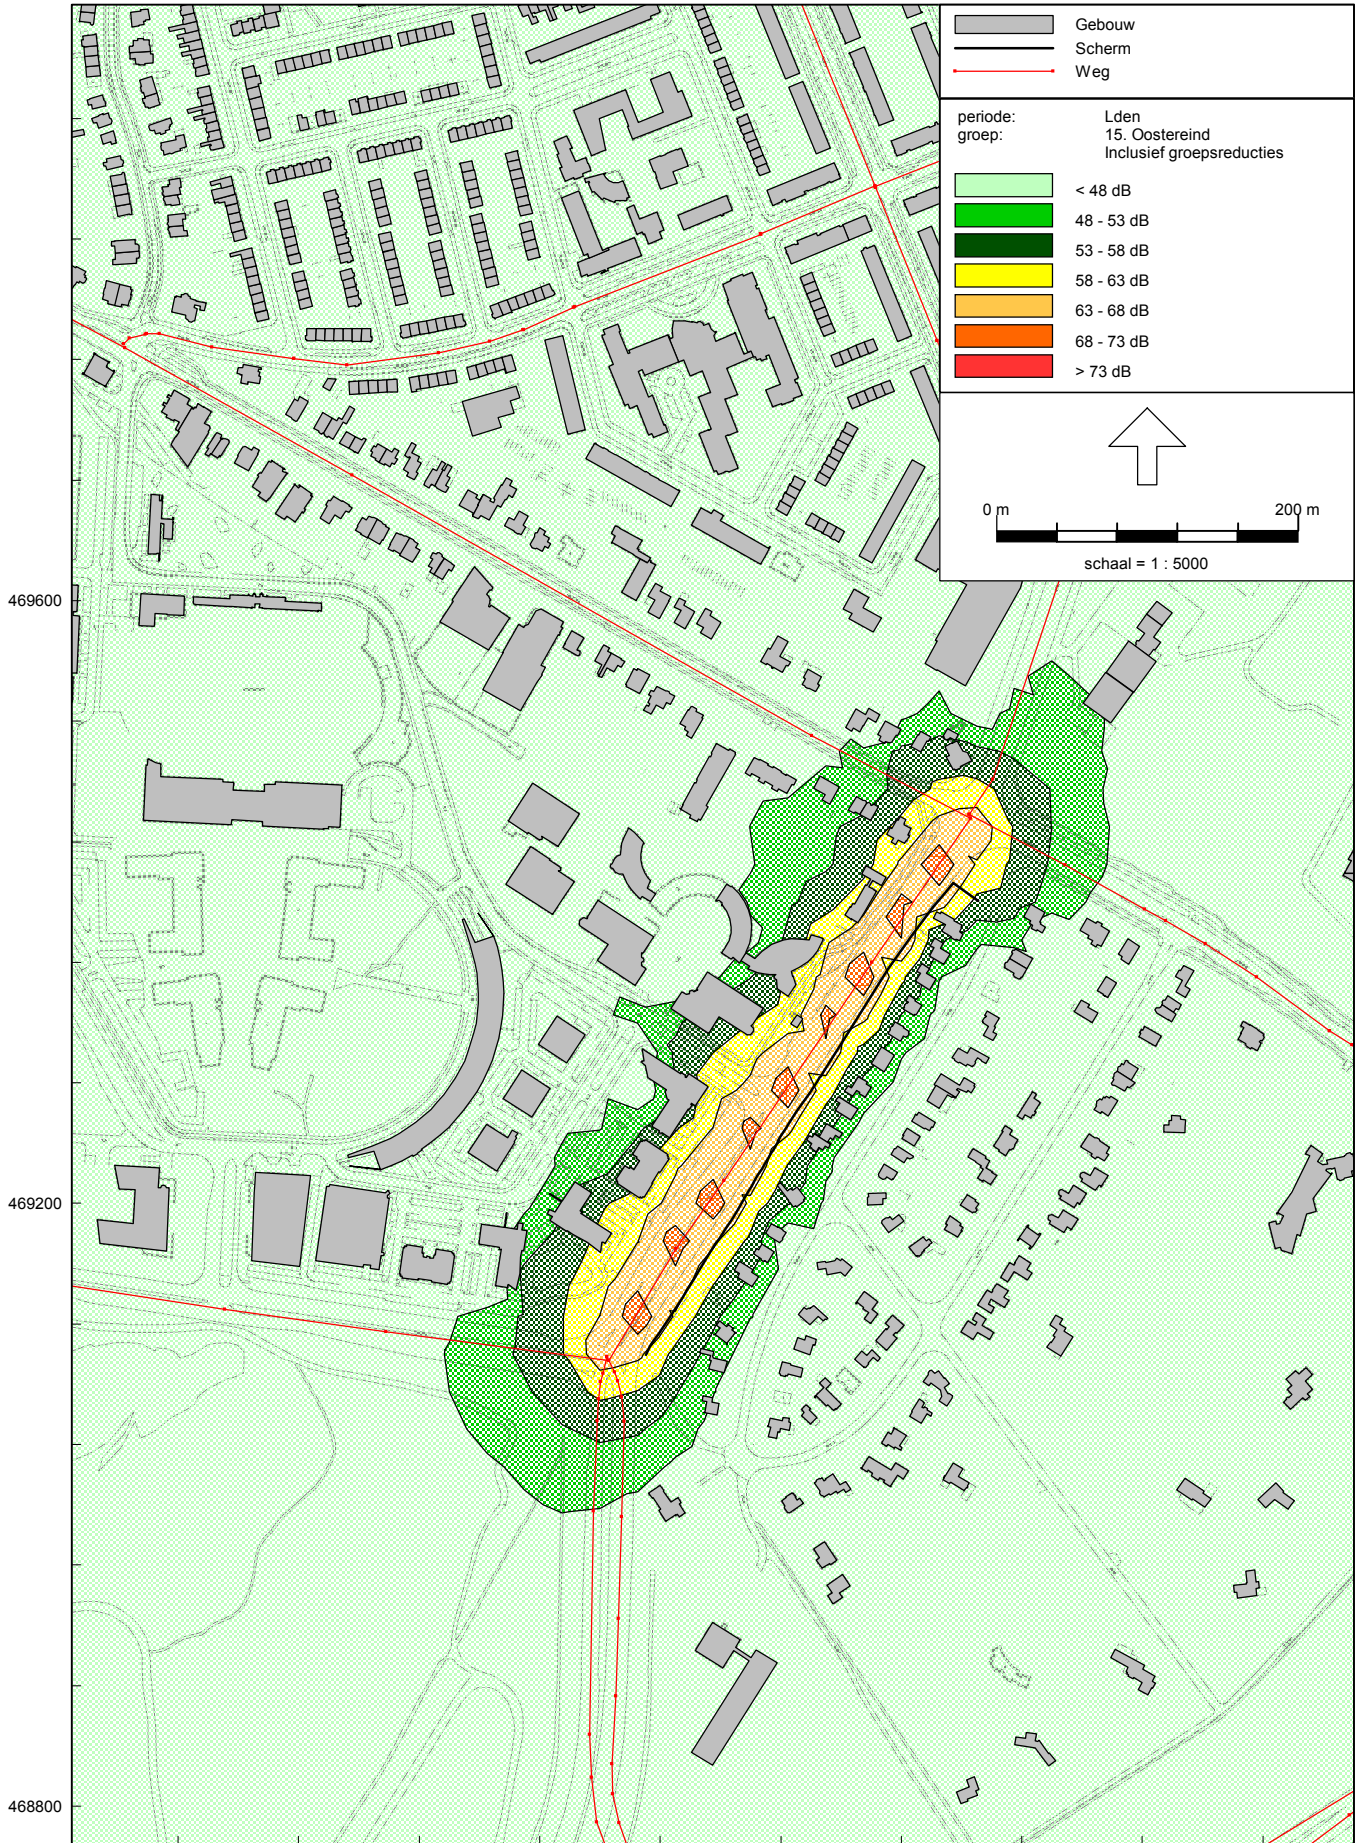 Gebouw
Scherm
Weg
periode: Lden
groep: 15. Oostereind
Inclusief groepsreducties
< 48 dB
48 - 53 dB
53 - 58 dB
58 - 63 dB
63 - 68 dB
68 - 73 dB
> 73 dB
0 m 200 m
schaal = 1 : 5000
469600
469200
468800